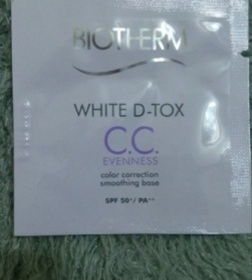 BIOTHERM
WHITE D-TOX
C.C.
EVENNESS
color correction
smoothing base
SPF 50+/ PA++